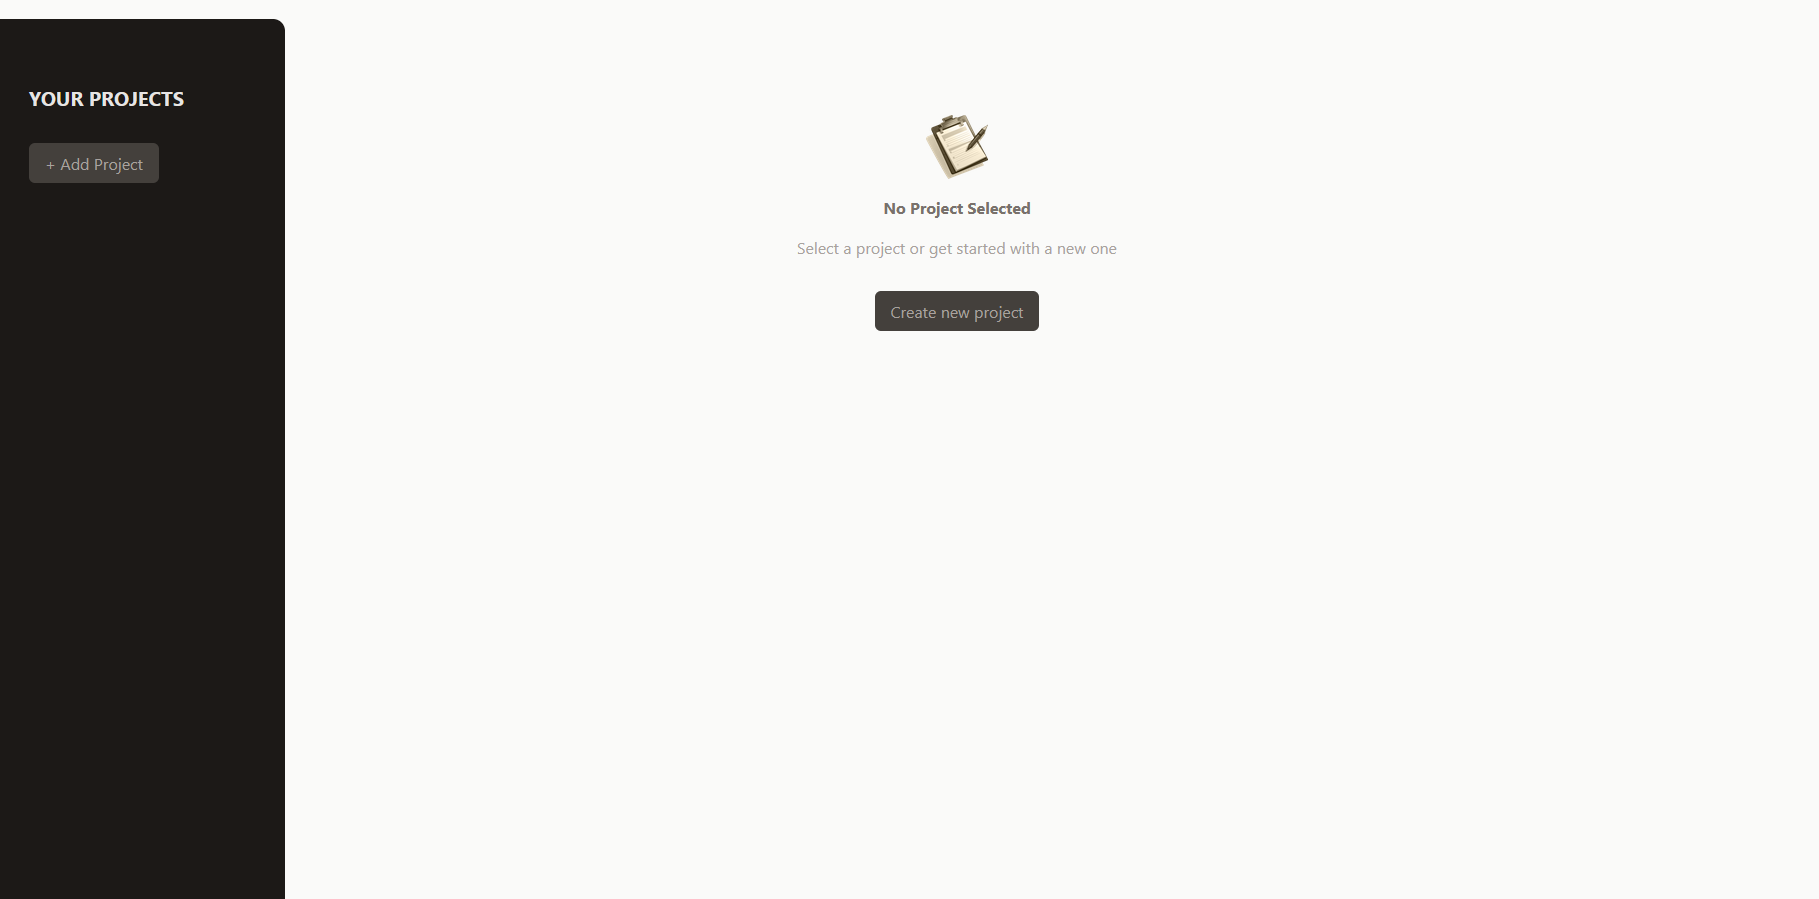 YOUR PROJECTS
+ Add Project
No Project Selected
Select a project or get started with a new one
Create new project